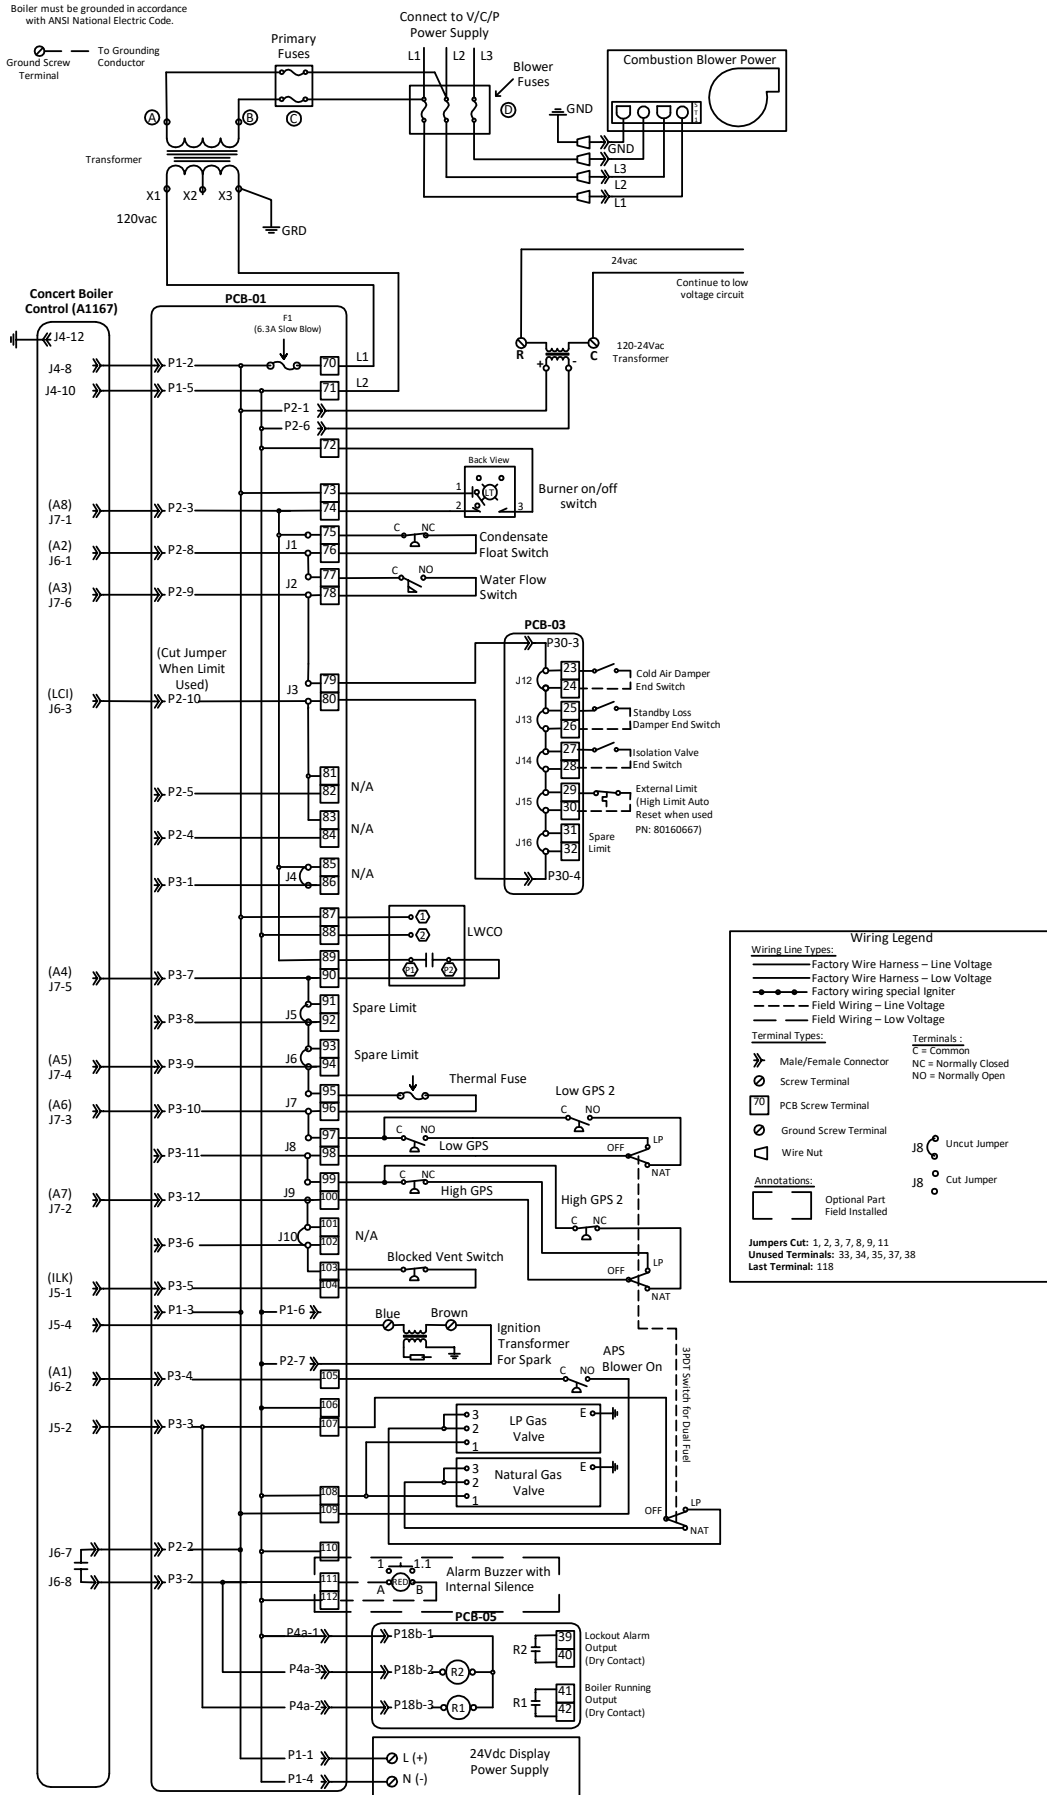 Boiler must be grounded in accordance
with ANSI National Electric Code.
Ground Screw
Terminal
To Grounding
Conductor
Primary
Fuses
Connect to V/C/P
Power Supply
L1
L2
L3
Blower
Fuses
Combustion Blower Power
A
B
C
D
GND
GND
L3
L2
L1
Transformer
X1
X2
X3
120vac
GRD
24vac
Continue to low
voltage circuit
R
C
+
-
120-24Vac
Transformer
Concert Boiler
Control (A1167)
PCB-01
F1
(6.3A Slow Blow)
J4-12
J4-8
P1-2
70
L1
J4-10
P1-5
71
L2
P2-1
P2-6
72
Back View
73
1
LT
Burner on/off
switch
(A8)
J7-1
P2-3
74
2
3
75
C
NC
Condensate
Float Switch
(A2)
J6-1
P2-8
J1
76
77
C
NO
Water Flow
Switch
(A3)
J7-6
P2-9
J2
78
(Cut Jumper
When Limit
Used)
PCB-03
P30-3
J12
23
24
Cold Air Damper
End Switch
J13
25
26
Standby Loss
Damper End Switch
J14
27
28
Isolation Valve
End Switch
J15
29
30
External Limit
(High Limit Auto
Reset when used
PN: 80160667)
J16
31
32
Spare
Limit
P30-4
(LCI)
J6-3
P2-10
J3
79
80
81
P2-5
82
N/A
83
P2-4
84
N/A
85
J4
P3-1
86
N/A
87
1
88
2
LWCO
89
P1
P2
(A4)
J7-5
P3-7
90
91
J5
Spare Limit
P3-8
92
93
J6
Spare Limit
(A5)
J7-4
P3-9
94
Thermal Fuse
95
(A6)
J7-3
P3-10
J7
96
Low GPS 2
C
NO
97
C
NO
Low GPS
P3-11
J8
98
OFF
LP
NAT
99
C
NC
High GPS
(A7)
J7-2
P3-12
J9
100
High GPS 2
C
NC
101
J10
P3-6
102
N/A
103
Blocked Vent Switch
(ILK)
J5-1
P3-5
104
OFF
LP
NAT
P1-3
P1-6
J5-4
Blue
Brown
Ignition
Transformer
For Spark
P2-7
APS
Blower On
C
NO
3PDT Switch for Dual Fuel
(A1)
J6-2
P3-4
105
106
J5-2
P3-3
107
3
2
1
LP Gas
Valve
E
3
2
1
Natural Gas
Valve
E
108
109
OFF
LP
NAT
J6-7
P2-2
110
J6-8
P3-2
111
112
1
1.1
A
RED
B
Alarm Buzzer with
Internal Silence
PCB-05
P4a-1
P18b-1
P4a-3
P18b-2
R2
P4a-2
P18b-3
R1
R2
39
40
Lockout Alarm
Output
(Dry Contact)
R1
41
42
Boiler Running
Output
(Dry Contact)
P1-1
L (+)
P1-4
N (-)
24Vdc Display
Power Supply
Wiring Legend
Wiring Line Types:
Factory Wire Harness – Line Voltage
Factory Wire Harness – Low Voltage
Factory wiring special Igniter
Field Wiring – Line Voltage
Field Wiring – Low Voltage
Terminal Types:
Male/Female Connector
Screw Terminal
70
PCB Screw Terminal
Ground Screw Terminal
Wire Nut
Terminals :
C = Common
NC = Normally Closed
NO = Normally Open
J8
Uncut Jumper
J8
Cut Jumper
Annotations:
Optional Part
Field Installed
Jumpers Cut: 1, 2, 3, 7, 8, 9, 11
Unused Terminals: 33, 34, 35, 37, 38
Last Terminal: 118